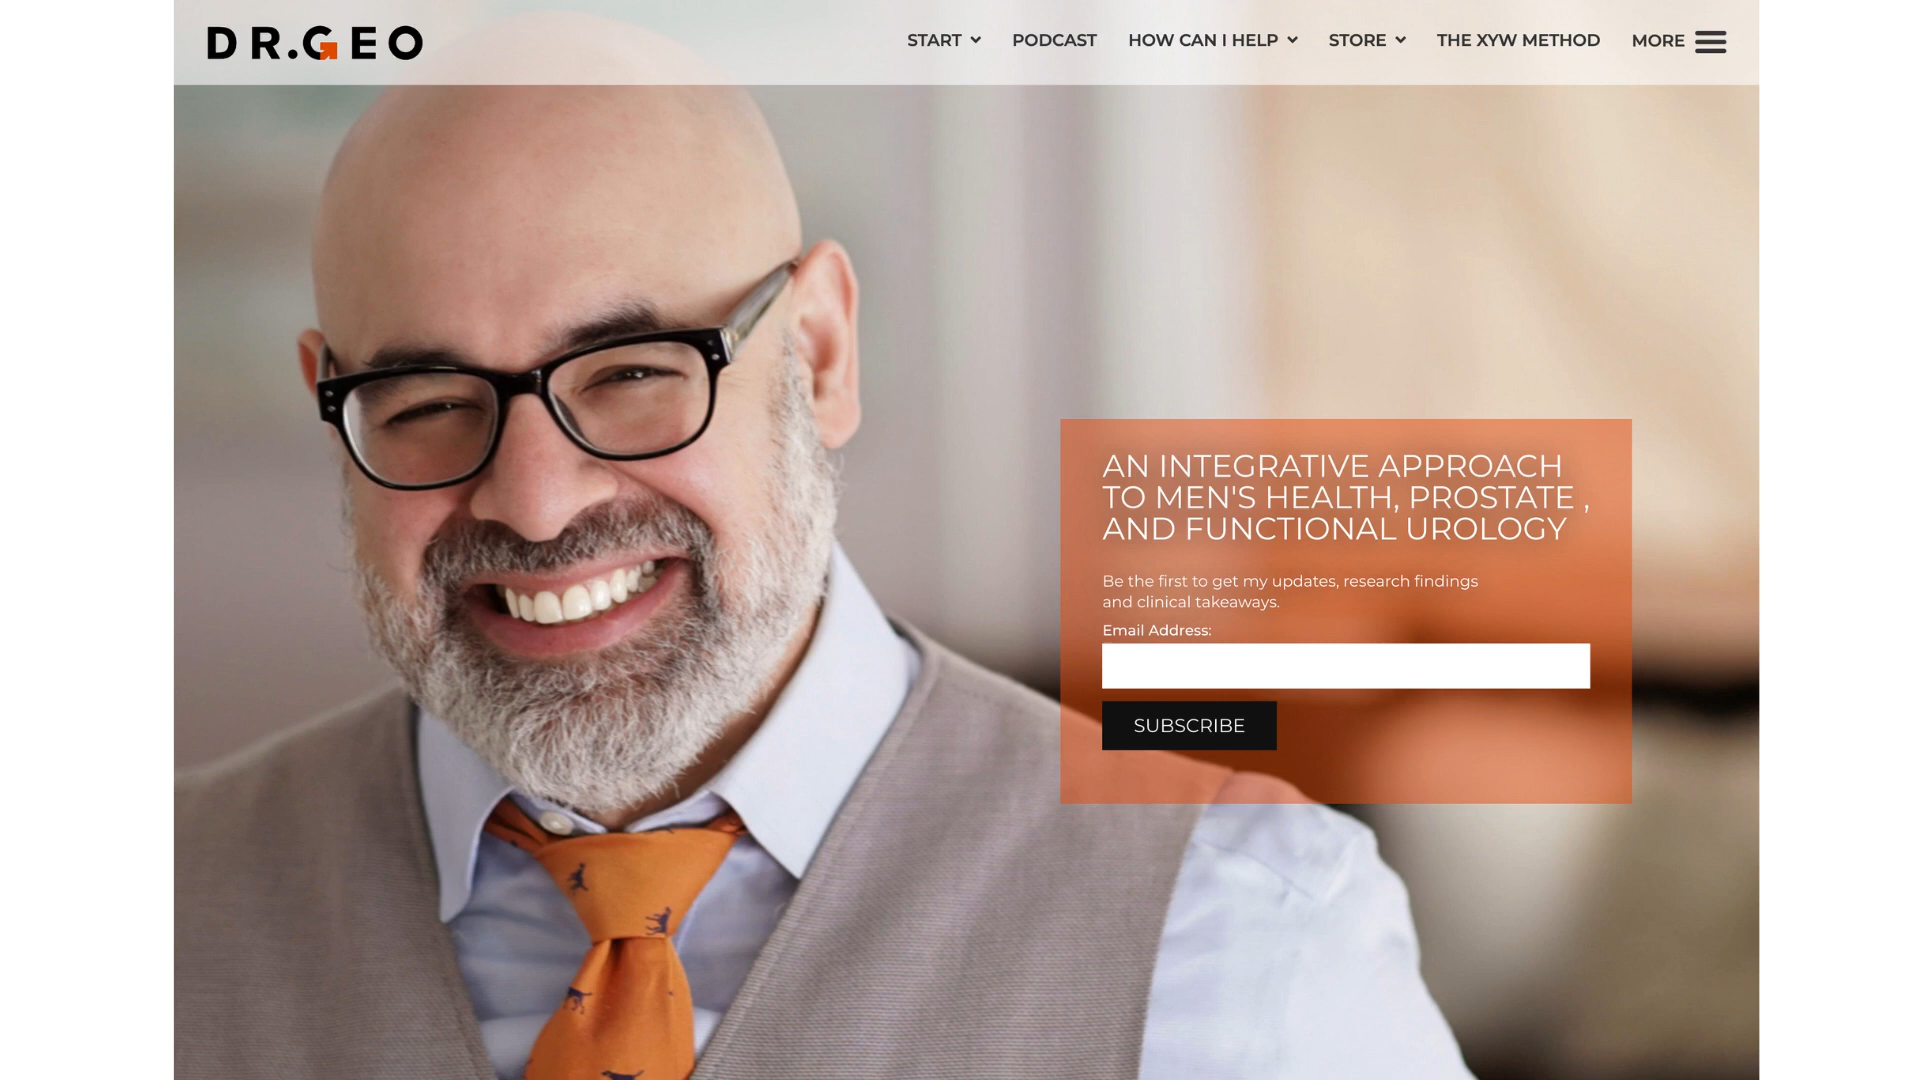 DR.GEO
START
PODCAST
HOW CAN I HELP
STORE
THE XYW METHOD
MORE
AN INTEGRATIVE APPROACH
TO MEN'S HEALTH, PROSTATE ,
AND FUNCTIONAL UROLOGY
Be the first to get my updates, research findings
and clinical takeaways.
Email Address:
SUBSCRIBE